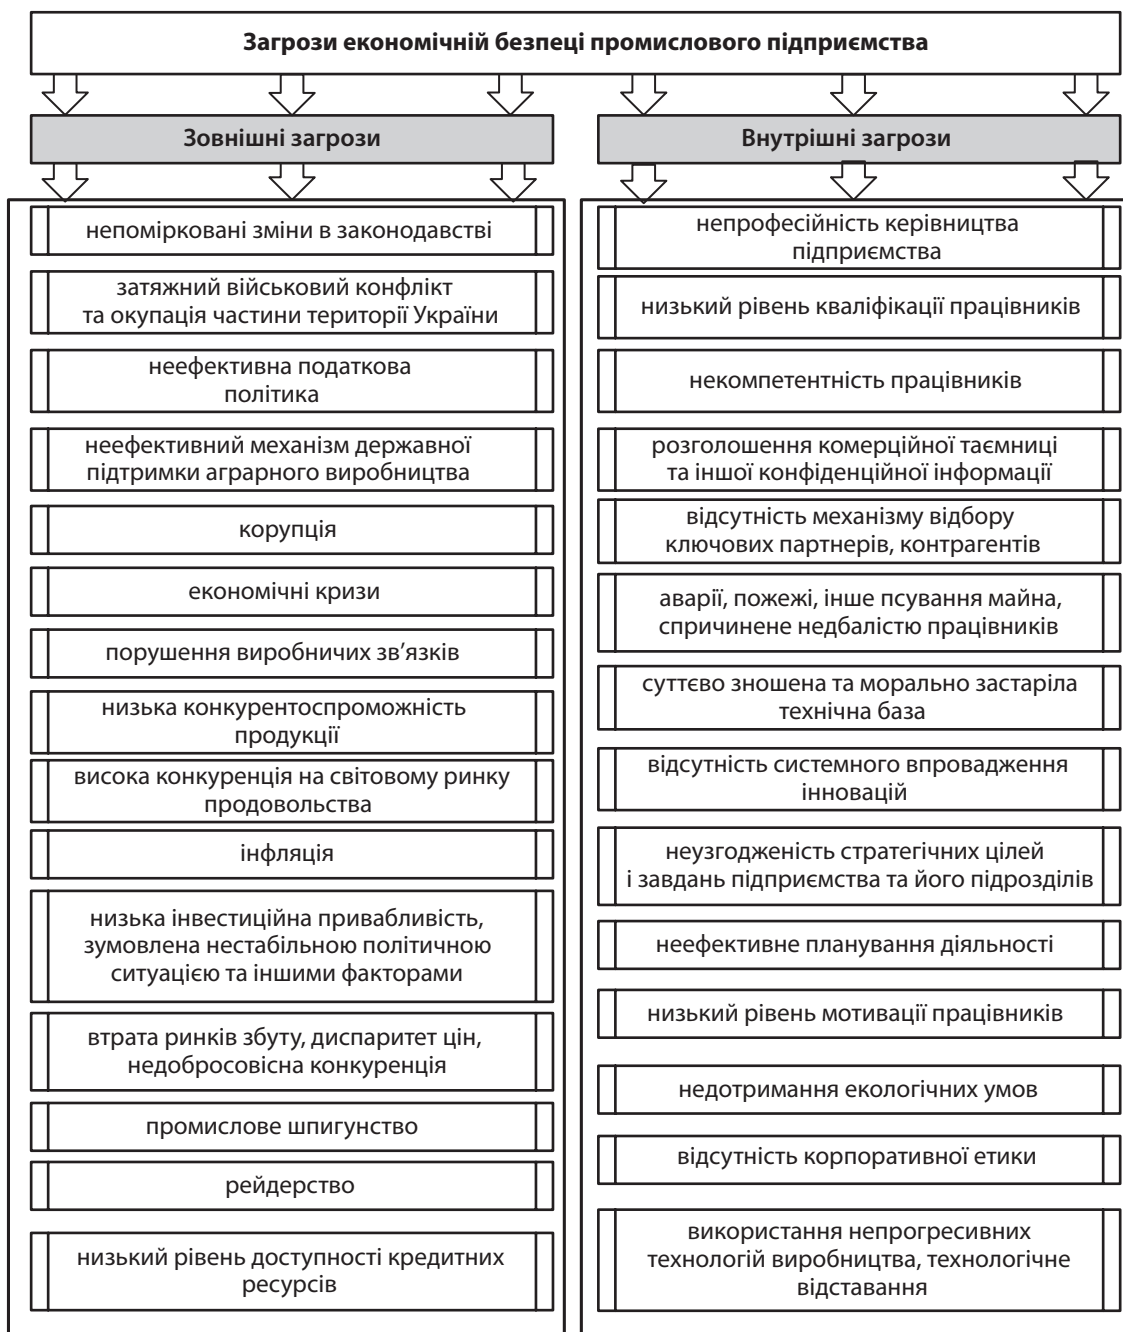 Загрози економічній безпеці промислового підприємства
Зовнішні загрози
непомірковані зміни в законодавстві
затяжний військовий конфлікт
та окупація частини території України
неефективна податкова
політика
неефективний механізм державної
підтримки аграрного виробництва
корупція
економічні кризи
порушення виробничих зв’язків
низька конкурентоспроможність
продукції
висока конкуренція на світовому ринку
продовольства
інфляція
низька інвестиційна привабливість,
зумовлена нестабільною політичною
ситуацією та іншими факторами
втрата ринків збуту, диспаритет цін,
недобросовісна конкуренція
промислове шпигунство
рейдерство
низький рівень доступності кредитних
ресурсів
Внутрішні загрози
непрофесійність керівництва
підприємства
низький рівень кваліфікації працівників
некомпетентність працівників
розголошення комерційної таємниці
та іншої конфіденційної інформації
відсутність механізму відбору
ключових партнерів, контрагентів
аварії, пожежі, інше псування майна,
спричинене недбалістю працівників
суттєво зношена та морально застаріла
технічна база
відсутність системного впровадження
інновацій
неузгодженість стратегічних цілей
і завдань підприємства та його підрозділів
неефективне планування діяльності
низький рівень мотивації працівників
недотримання екологічних умов
відсутність корпоративної етики
використання непрогресивних
технологій виробництва, технологічне
відставання